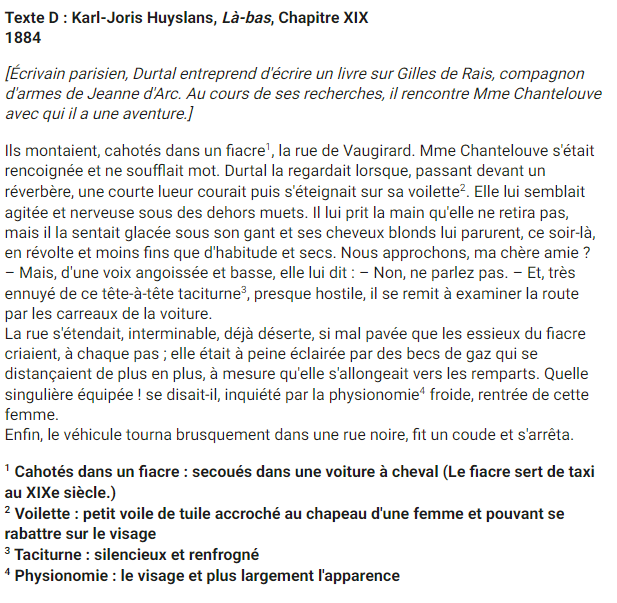 Texte D : Karl-Joris Huyslans, Là-bas, Chapitre XIX
1884
[Écrivain parisien, Durtal entreprend d'écrire un livre sur Gilles de Rais, compagnon
d'armes de Jeanne d'Arc. Au cours de ses recherches, il rencontre Mme Chantelouve
avec qui il a une aventure.]
Ils montaient, cahotés dans un fiacre¹, la rue de Vaugirard. Mme Chantelouve s'était
rencoignée et ne soufflait mot. Durtal la regardait lorsque, passant devant un
réverbère, une courte lueur courait puis s'éteignait sur sa voilette². Elle lui semblait
agitée et nerveuse sous des dehors muets. Il lui prit la main qu'elle ne retira pas,
mais il la sentait glacée sous son gant et ses cheveux blonds lui parurent, ce soir-là,
en révolte et moins fins que d'habitude et secs. Nous approchons, ma chère amie ?
– Mais, d'une voix angoissée et basse, elle lui dit : – Non, ne parlez pas. – Et, très
ennuyé de ce tête-à-tête taciturne³, presque hostile, il se remit à examiner la route
par les carreaux de la voiture.
La rue s'étendait, interminable, déjà déserte, si mal pavée que les essieux du fiacre
criaient, à chaque pas ; elle était à peine éclairée par des becs de gaz qui se
distançaient de plus en plus, à mesure qu'elle s'allongeait vers les remparts. Quelle
singulière équipée ! se disait-il, inquiété par la physionomie⁴ froide, rentrée de cette
femme.
Enfin, le véhicule tourna brusquement dans une rue noire, fit un coude et s'arrêta.
¹ Cahotés dans un fiacre : secoués dans une voiture à cheval (Le fiacre sert de taxi
au XIXe siècle.)
² Voilette : petit voile de tuile accroché au chapeau d'une femme et pouvant se
rabattre sur le visage
³ Taciturne : silencieux et renfrogné
⁴ Physionomie : le visage et plus largement l'apparence